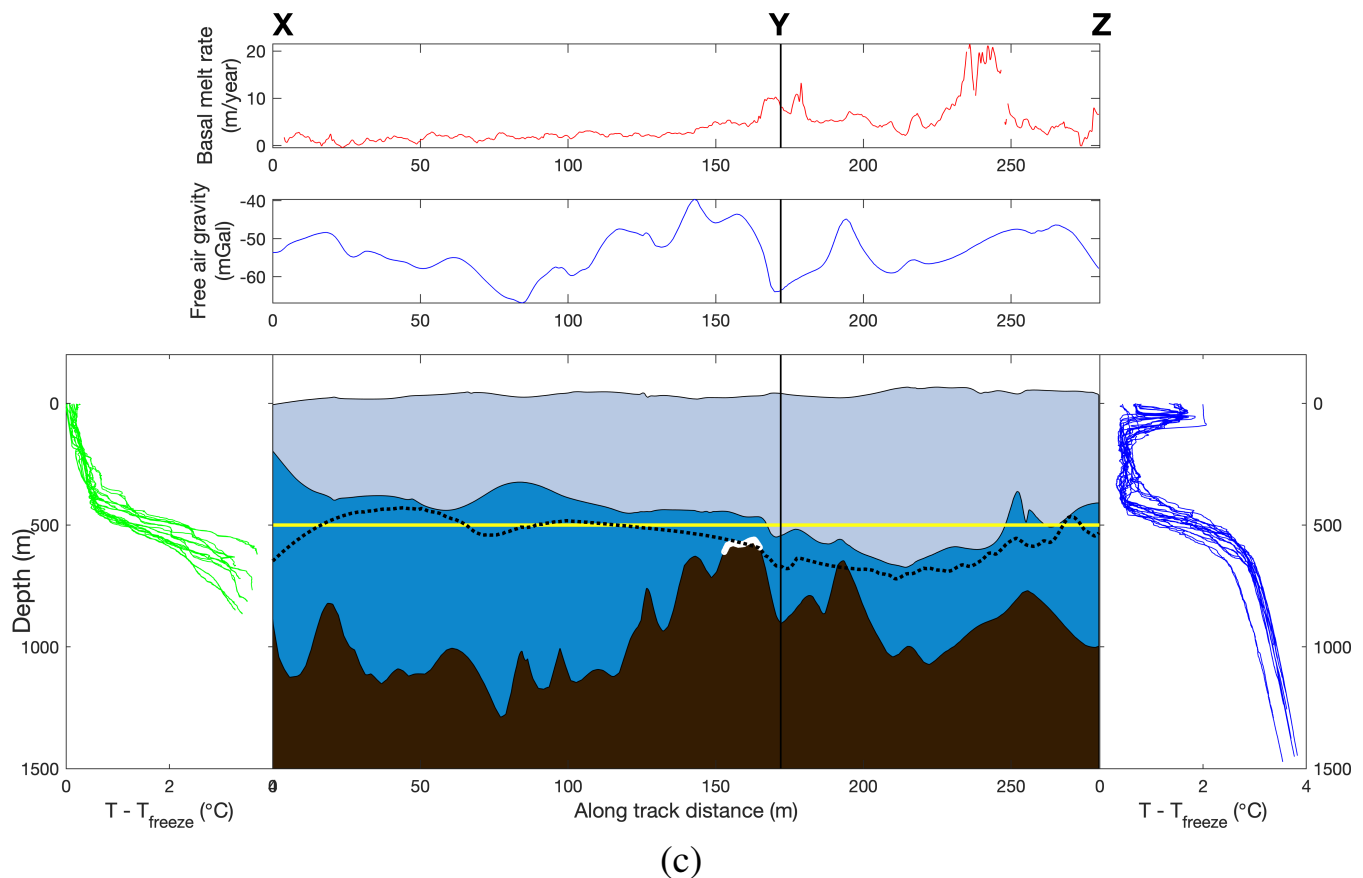 X Y Z
Basal melt rate
(m/year)
20
10
0
0 50 100 150 200 250
Free air gravity
(mGal)
-40
-50
-60
0 50 100 150 200 250
Depth (m)
0
500
1000
1500
0
500
1000
1500
0 2 4 0 50 100 150 200 250 0 2 4
T - Tfreeze (°C) Along track distance (m) T - Tfreeze (°C)
(c)